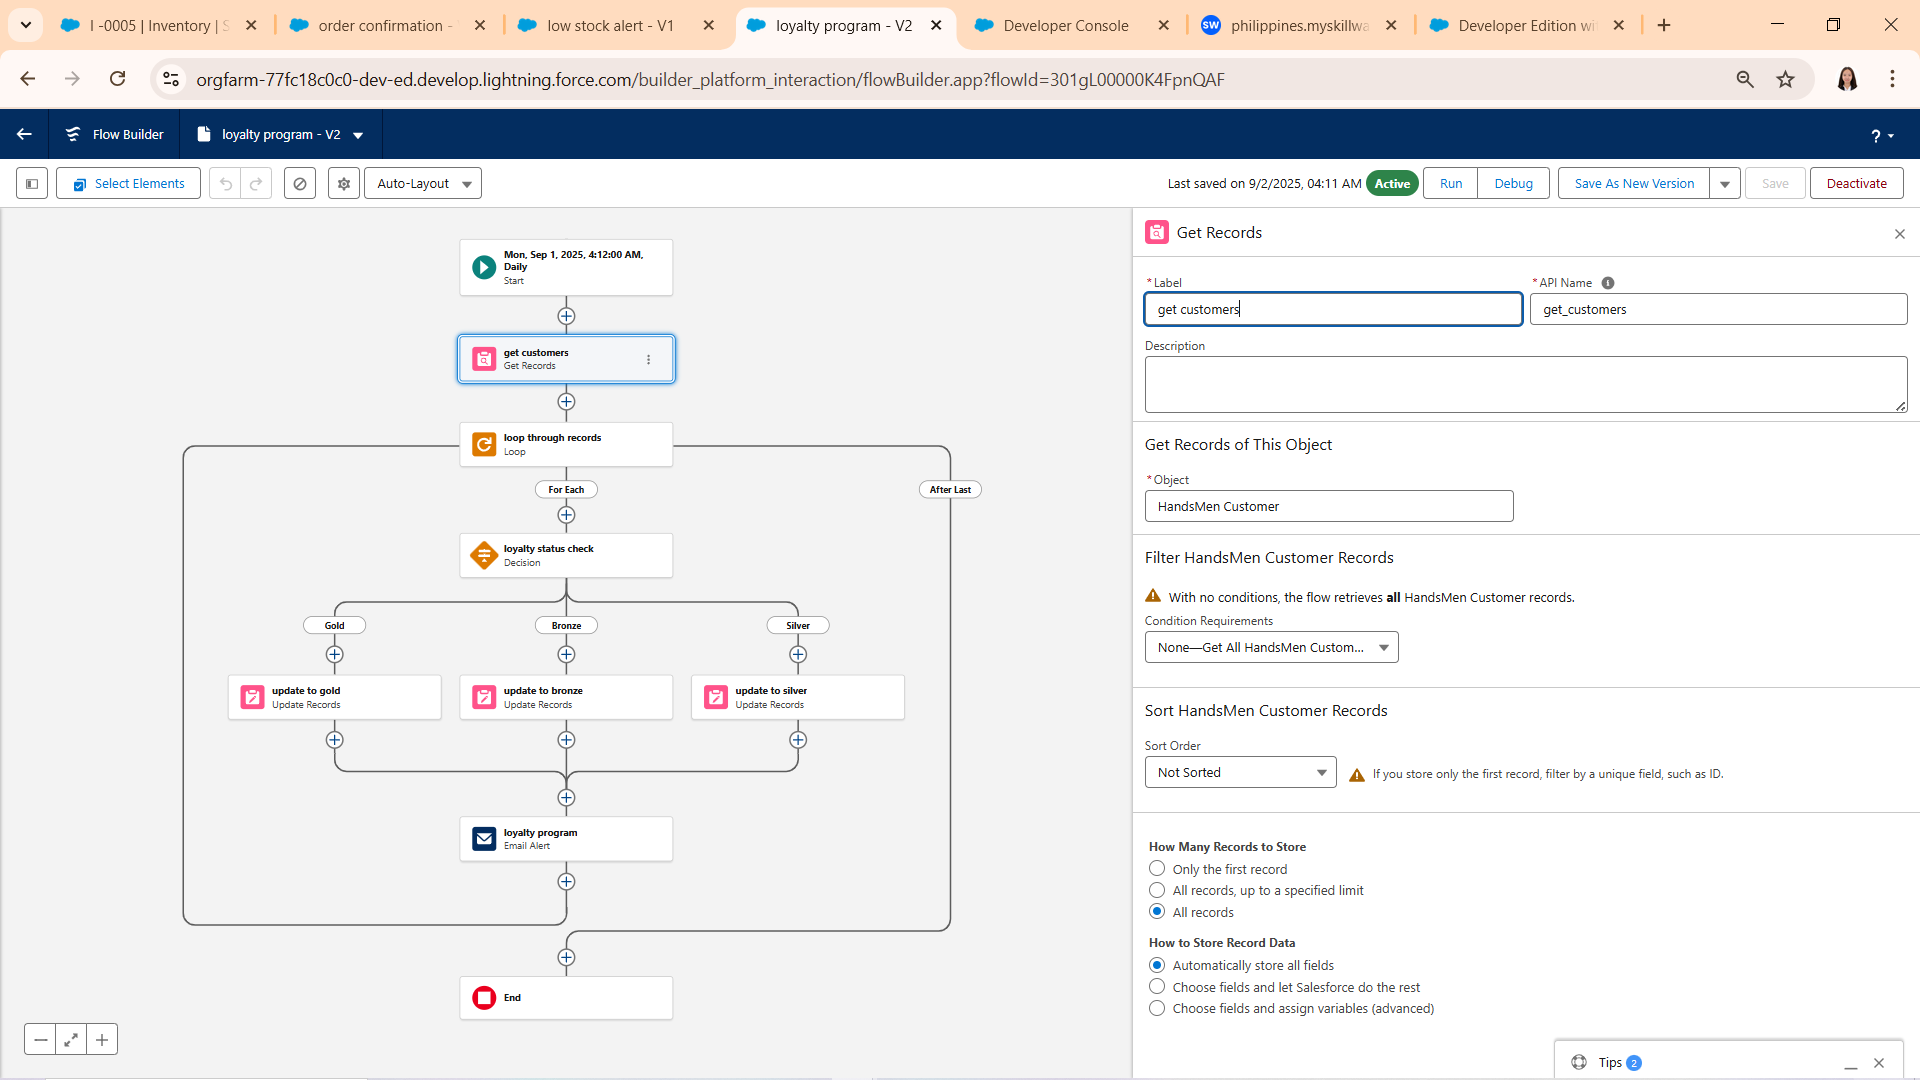 I -0005 | Inventory | S
order confirmation -
low stock alert - V1
loyalty program - V2
Developer Console
SW
philippines.myskillwa
Developer Edition wi
orgfarm-77fc18c0c0-dev-ed.develop.lightning.force.com/builder_platform_interaction/flowBuilder.app?flowId=301gL00000K4FpnQAF
Flow Builder
loyalty program - V2
?
Select Elements
Auto-Layout
Last saved on 9/2/2025, 04:11 AM
Active
Run
Debug
Save As New Version
Save
Deactivate
Mon, Sep 1, 2025, 4:12:00 AM,
Daily
Start
get customers
Get Records
loop through records
Loop
For Each
After Last
loyalty status check
Decision
Gold
Bronze
Silver
update to gold
Update Records
update to bronze
Update Records
update to silver
Update Records
loyalty program
Email Alert
End
Get Records
*Label
*API Name
get customers
get_customers
Description
Get Records of This Object
*Object
HandsMen Customer
Filter HandsMen Customer Records
With no conditions, the flow retrieves all HandsMen Customer records.
Condition Requirements
None—Get All HandsMen Custom...
Sort HandsMen Customer Records
Sort Order
Not Sorted
If you store only the first record, filter by a unique field, such as ID.
How Many Records to Store
Only the first record
All records, up to a specified limit
All records
How to Store Record Data
Automatically store all fields
Choose fields and let Salesforce do the rest
Choose fields and assign variables (advanced)
Tips 2